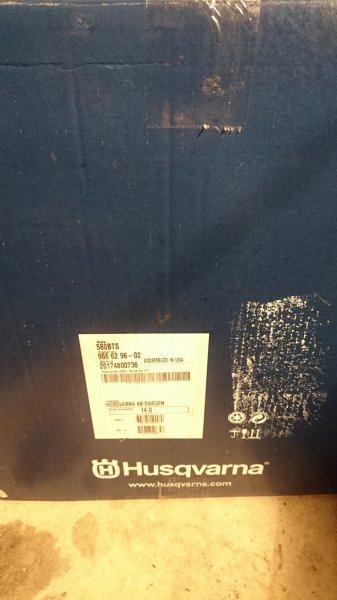 580BTS
966 62 96-02
ASSEMBLED IN USA
20174800736
HUSQVARNA AB SWEDEN
14.0
Husqvarna
www.husqvarna.com